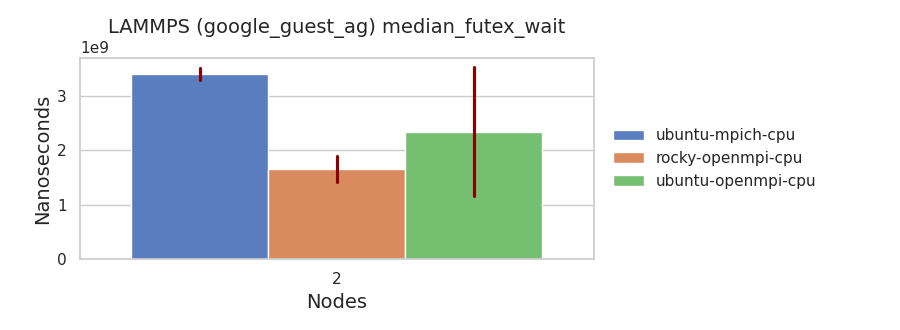 LAMMPS (google_guest_ag) median_futex_wait
1e9
3
2
1
0
Nanoseconds
2
Nodes
ubuntu-mpich-cpu
rocky-openmpi-cpu
ubuntu-openmpi-cpu